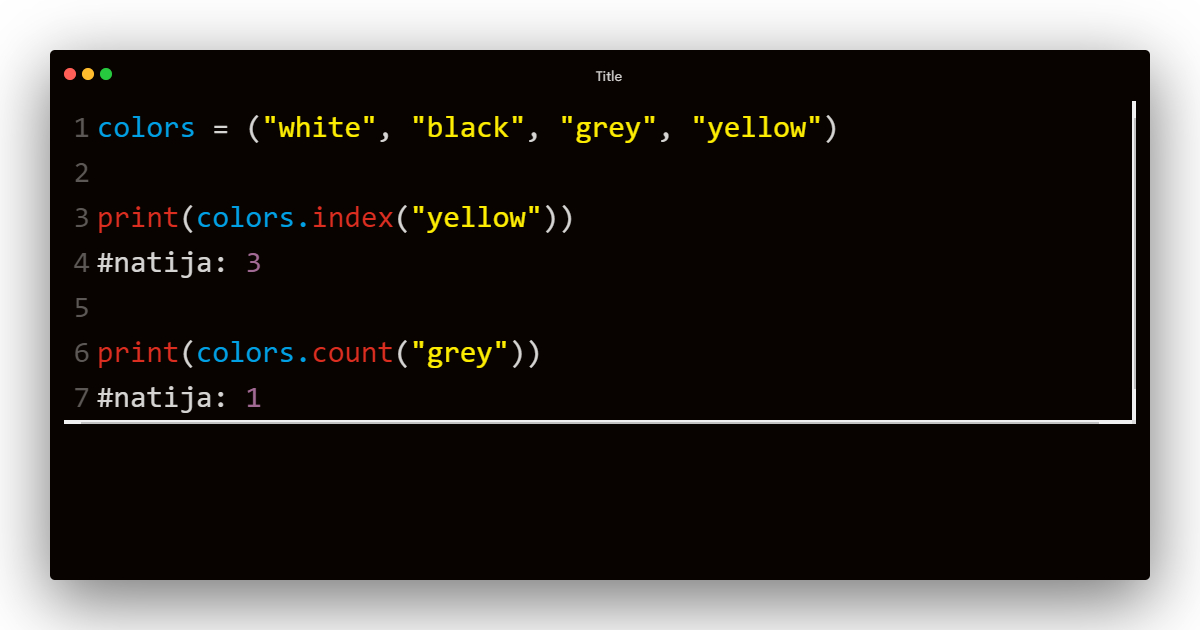 Title
1 colors = ("white", "black", "grey", "yellow")
2
3 print(colors.index("yellow"))
4 #natija: 3
5
6 print(colors.count("grey"))
7 #natija: 1